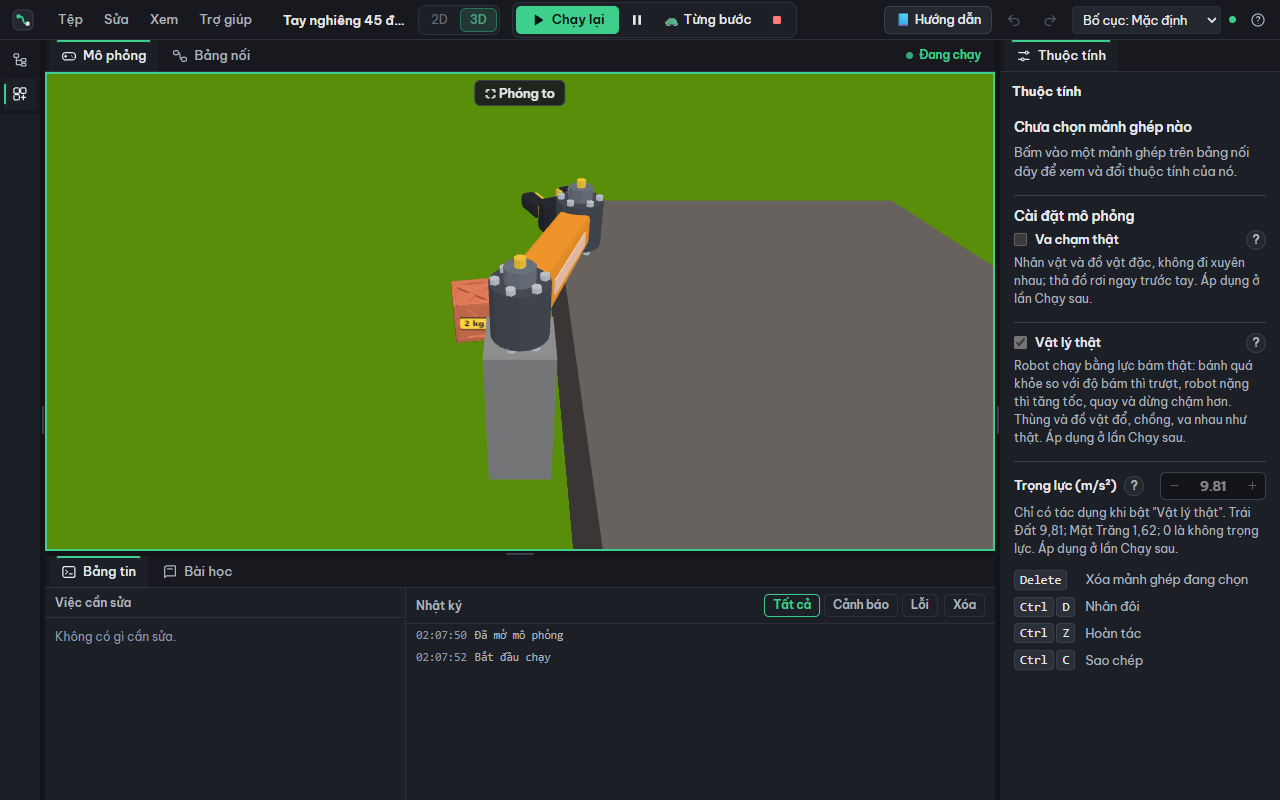 Tệp
Sửa
Xem
Trợ giúp
Tay nghiêng 45 đ...
2D
3D
Chạy lại
Từng bước
Hướng dẫn
Bố cục: Mặc định
Mô phỏng
Bảng nối
Đang chạy
Phóng to
2 kg
Bảng tin
Bài học
Việc cần sửa
Không có gì cần sửa.
Nhật ký
Tất cả
Cảnh báo
Lỗi
Xóa
02:07:50 Đã mở mô phỏng
02:07:52 Bắt đầu chạy
Thuộc tính
Thuộc tính
Chưa chọn mảnh ghép nào
Bấm vào một mảnh ghép trên bảng nối
dây để xem và đổi thuộc tính của nó.
Cài đặt mô phỏng
Va chạm thật
?
Nhân vật và đồ vật đặc, không đi xuyên
nhau; thả đồ rơi ngay trước tay. Áp dụng ở
lần Chạy sau.
Vật lý thật
?
Robot chạy bằng lực bám thật: bánh quá
khỏe so với độ bám thì trượt, robot nặng
thì tăng tốc, quay và dừng chậm hơn.
Thùng và đồ vật đổ, chồng, va nhau như
thật. Áp dụng ở lần Chạy sau.
Trọng lực (m/s²)
?
− 9.81 +
Chỉ có tác dụng khi bật "Vật lý thật". Trái
Đất 9,81; Mặt Trăng 1,62; 0 là không trọng
lực. Áp dụng ở lần Chạy sau.
Delete Xóa mảnh ghép đang chọn
Ctrl D Nhân đôi
Ctrl Z Hoàn tác
Ctrl C Sao chép